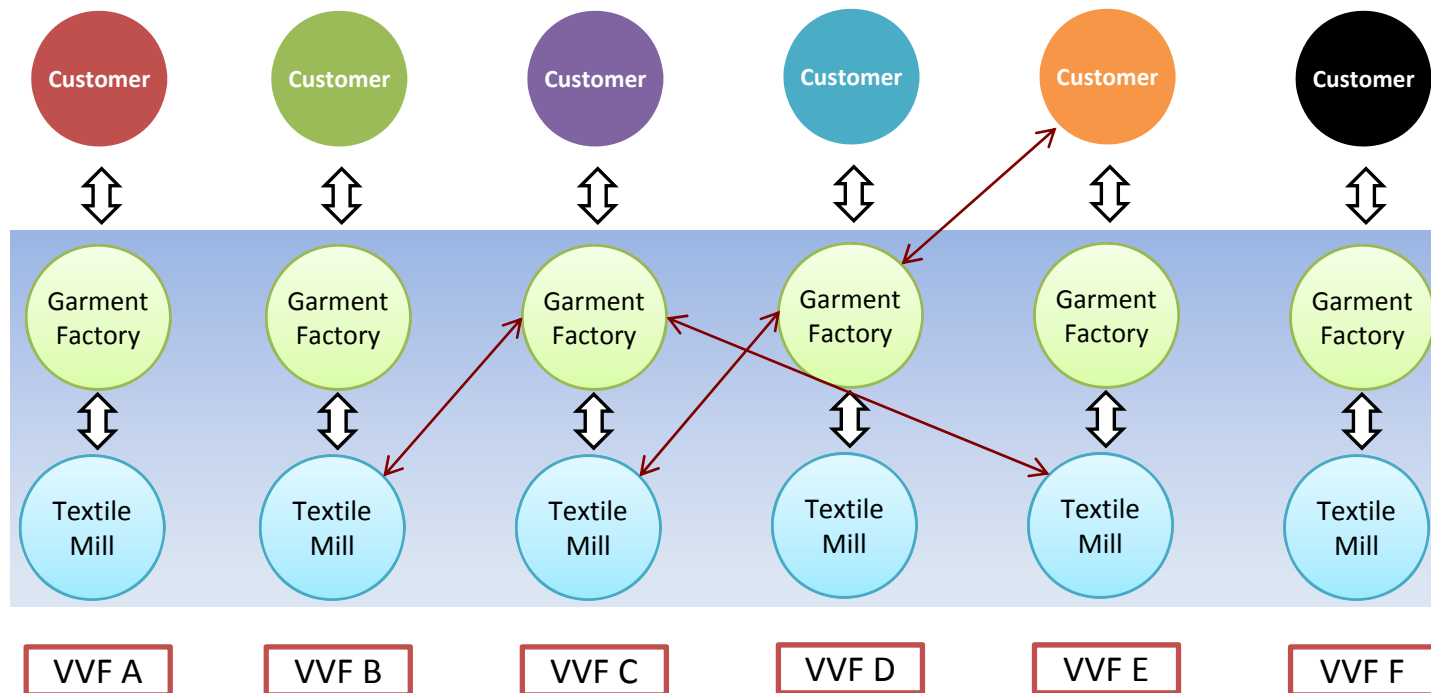 Customer
Customer
Customer
Customer
Customer
Customer
Garment
Factory
Garment
Factory
Garment
Factory
Garment
Factory
Garment
Factory
Garment
Factory
Textile
Mill
Textile
Mill
Textile
Mill
Textile
Mill
Textile
Mill
Textile
Mill
VVF A
VVF B
VVF C
VVF D
VVF E
VVF F